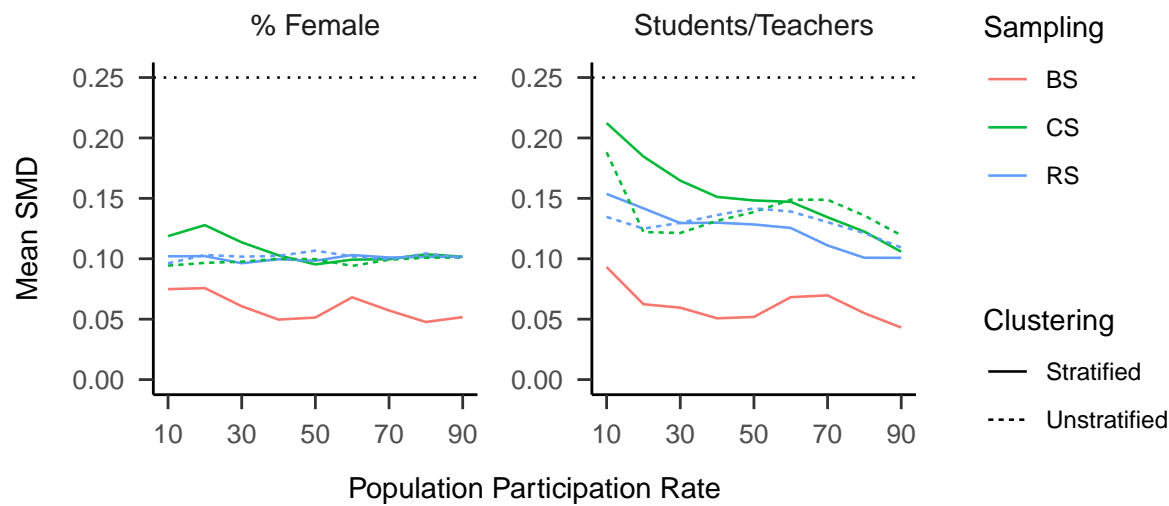 % Female
Students/Teachers
Mean SMD
0.25
0.20
0.15
0.10
0.05
0.00
10 30 50 70 90
0.25
0.20
0.15
0.10
0.05
0.00
10 30 50 70 90
Population Participation Rate
Sampling
BS
CS
RS
Clustering
Stratified
Unstratified